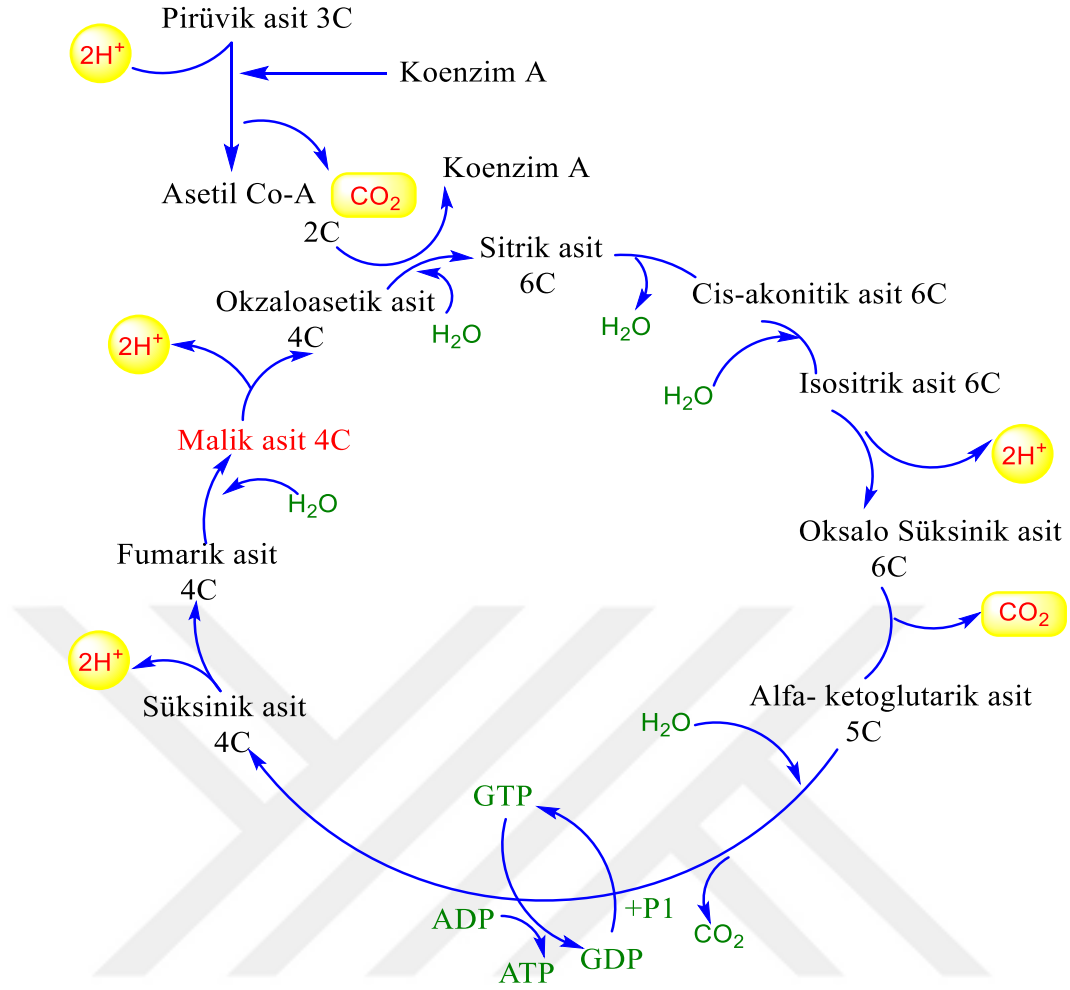 Pirüvik asit 3C
2H⁺
Koenzim A
Koenzim A
Asetil Co-A
CO₂
2C
Sitrik asit
6C
Okzaloasetik asit
4C
H₂O
H₂O
Cis-akonitik asit 6C
2H⁺
H₂O
Isositrik asit 6C
Malik asit 4C
2H⁺
H₂O
Oksalo Süksinik asit
6C
Fumarik asit
4C
CO₂
2H⁺
Süksinik asit
4C
Alfa- ketoglutarik asit
5C
H₂O
GTP
+P1
ADP
CO₂
GDP
ATP